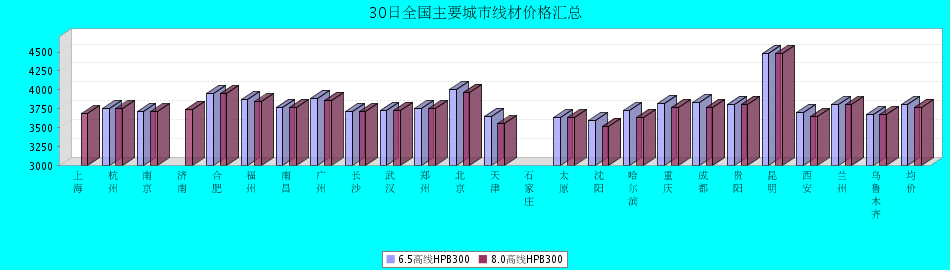 30日全国主要城市线材价格汇总
4500
4250
4000
3750
3500
3250
3000
上海
杭州
南京
济南
合肥
福州
南昌
广州
长沙
武汉
郑州
北京
天津
石家庄
太原
沈阳
哈尔滨
重庆
成都
贵阳
昆明
西安
兰州
乌鲁木齐
均价
6.5高线HPB300
8.0高线HPB300